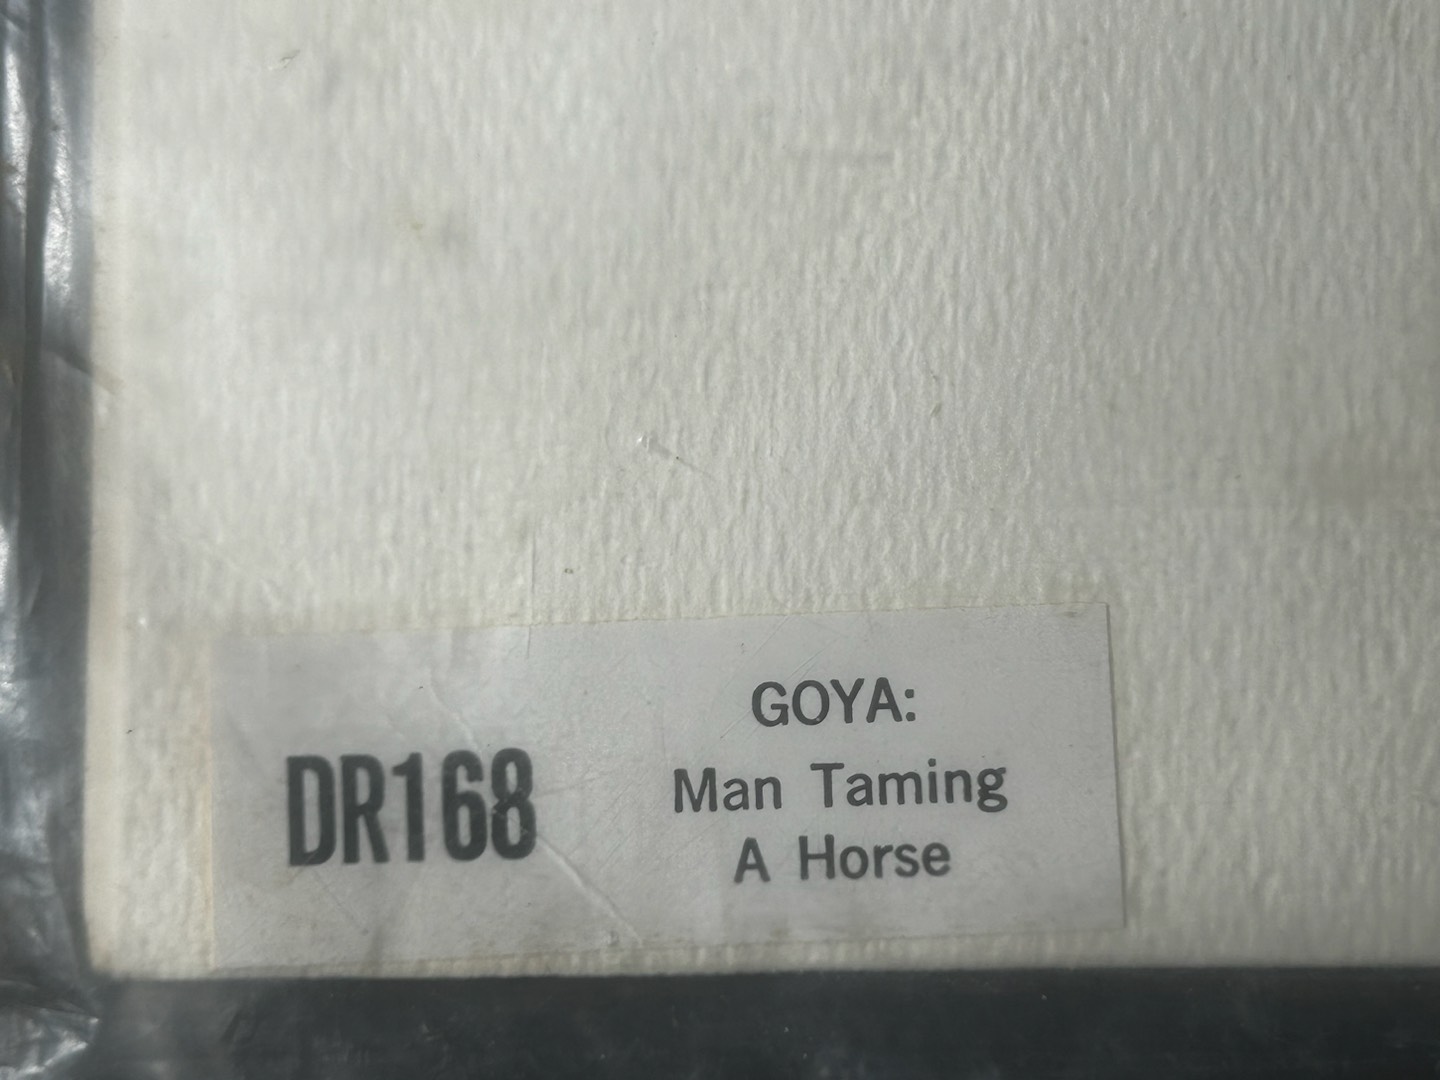 DR168
GOYA:
Man Taming
A Horse